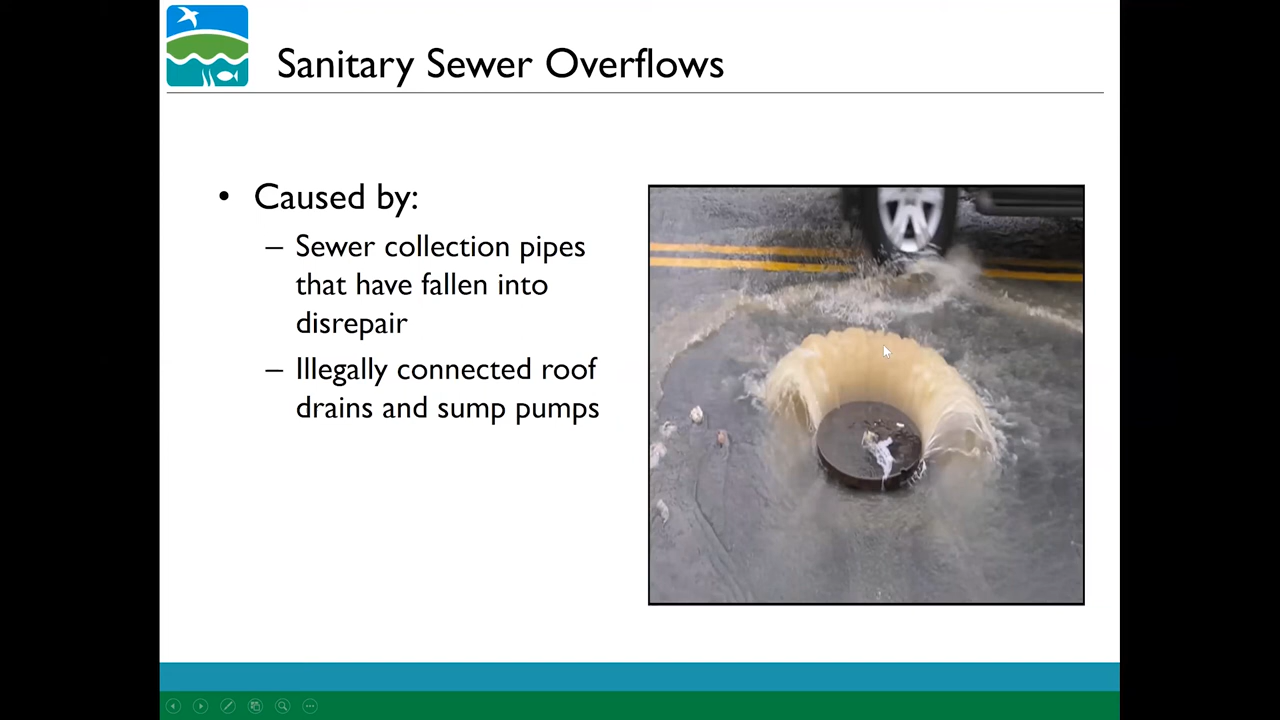 Sanitary Sewer Overflows
• Caused by:
– Sewer collection pipes
that have fallen into
disrepair
– Illegally connected roof
drains and sump pumps